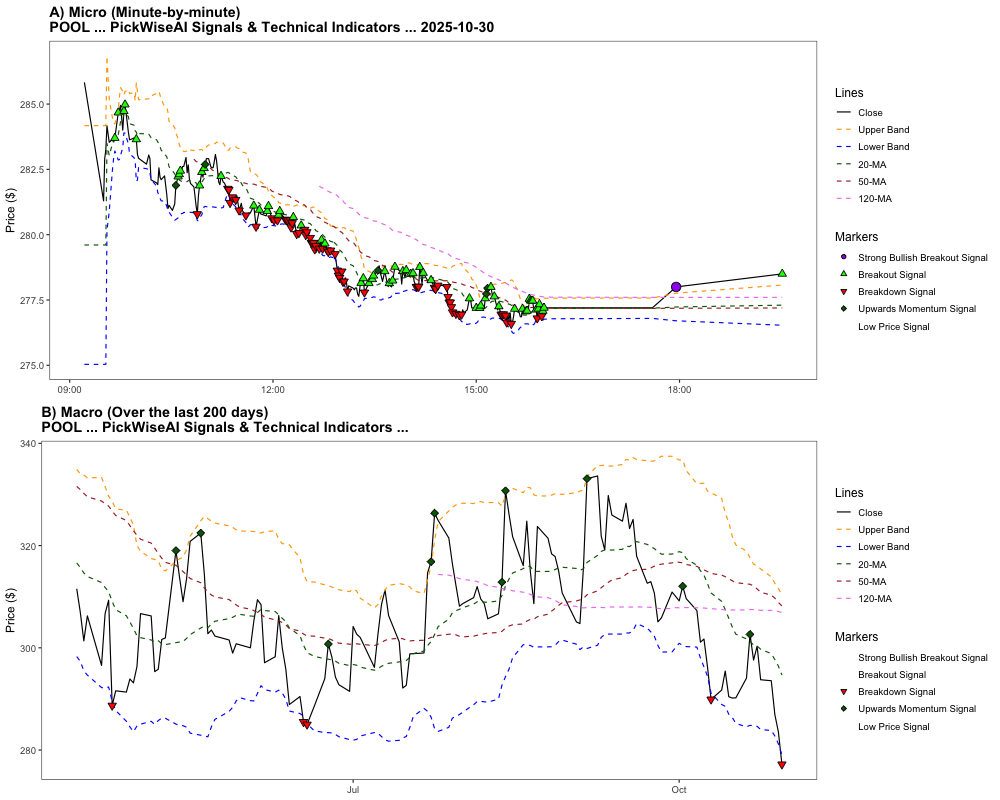 A) Micro (Minute-by-minute)
POOL ... PickWiseAI Signals & Technical Indicators ... 2025-10-30
Price ($)
285.0
282.5
280.0
277.5
275.0
09:00
12:00
15:00
18:00
Lines
Close
Upper Band
Lower Band
20-MA
50-MA
120-MA
Markers
Strong Bullish Breakout Signal
Breakout Signal
Breakdown Signal
Upwards Momentum Signal
Low Price Signal
B) Macro (Over the last 200 days)
POOL ... PickWiseAI Signals & Technical Indicators ...
Price ($)
340
320
300
280
Jul
Oct
Lines
Close
Upper Band
Lower Band
20-MA
50-MA
120-MA
Markers
Strong Bullish Breakout Signal
Breakout Signal
Breakdown Signal
Upwards Momentum Signal
Low Price Signal